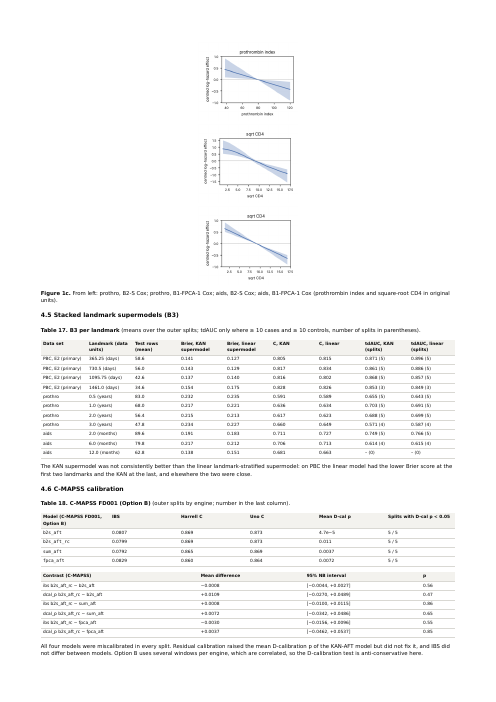 prothrombin index
centred log-hazard effect
prothrombin index
sqrt CD4
centred log-hazard effect
sqrt CD4
sqrt CD4
centred log-hazard effect
sqrt CD4
Figure 1c. From left: prothro, B2-S Cox; prothro, B1-FPCA-1 Cox; aids, B2-S Cox; aids, B1-FPCA-1 Cox (prothrombin index and square-root CD4 in original
units).
4.5 Stacked landmark supermodels (B3)
Table 17. B3 per landmark (means over the outer splits; tdAUC only where ≥ 10 cases and ≥ 10 controls, number of splits in parentheses).
Data set Landmark (data units) Test rows (mean) Brier, KAN supermodel Brier, linear supermodel C, KAN C, linear tdAUC, KAN (splits) tdAUC, linear (splits)
PBC, E2 (primary) 365.25 (days) 58.6 0.141 0.127 0.805 0.815 0.871 (5) 0.896 (5)
PBC, E2 (primary) 730.5 (days) 56.0 0.143 0.129 0.817 0.834 0.861 (5) 0.886 (5)
PBC, E2 (primary) 1095.75 (days) 42.6 0.137 0.140 0.816 0.802 0.868 (5) 0.857 (5)
PBC, E2 (primary) 1461.0 (days) 34.6 0.154 0.175 0.828 0.826 0.853 (3) 0.849 (3)
prothro 0.5 (years) 83.0 0.232 0.235 0.591 0.589 0.655 (5) 0.643 (5)
prothro 1.0 (years) 68.0 0.217 0.221 0.636 0.634 0.703 (5) 0.691 (5)
prothro 2.0 (years) 56.4 0.215 0.213 0.617 0.623 0.688 (5) 0.699 (5)
prothro 3.0 (years) 47.8 0.234 0.227 0.660 0.649 0.571 (4) 0.587 (4)
aids 2.0 (months) 89.6 0.191 0.183 0.711 0.727 0.749 (5) 0.766 (5)
aids 6.0 (months) 79.8 0.217 0.212 0.706 0.713 0.614 (4) 0.615 (4)
aids 12.0 (months) 62.8 0.138 0.151 0.681 0.663 – (0) – (0)
The KAN supermodel was not consistently better than the linear landmark-stratified supermodel: on PBC the linear model had the lower Brier score at the
first two landmarks and the KAN at the last, and elsewhere the two were close.
4.6 C-MAPSS calibration
Table 18. C-MAPSS FD001 (Option B) (outer splits by engine; number in the last column).
Model (C-MAPSS FD001, Option B) IBS Harrell C Uno C Mean D-cal p Splits with D-cal p < 0.05
b2s_aft 0.0807 0.869 0.873 4.7e−5 5 / 5
b2s_aft_rc 0.0799 0.869 0.873 0.011 5 / 5
sum_aft 0.0792 0.865 0.869 0.0037 5 / 5
fpca_aft 0.0829 0.860 0.864 0.0072 5 / 5
Contrast (C-MAPSS) Mean difference 95% NB interval p
ibs b2s_aft_rc − b2s_aft −0.0008 [−0.0044, +0.0027] 0.56
dcal_p b2s_aft_rc − b2s_aft +0.0109 [−0.0270, +0.0489] 0.47
ibs b2s_aft_rc − sum_aft −0.0008 [−0.0100, +0.0115] 0.86
dcal_p b2s_aft_rc − sum_aft +0.0072 [−0.0342, +0.0486] 0.65
ibs b2s_aft_rc − fpca_aft −0.0030 [−0.0156, +0.0096] 0.55
dcal_p b2s_aft_rc − fpca_aft +0.0037 [−0.0462, +0.0537] 0.85
All four models were miscalibrated in every split. Residual calibration raised the mean D-calibration p of the KAN-AFT model but did not fix it, and IBS did
not differ between models. Option B uses several windows per engine, which are correlated, so the D-calibration test is anti-conservative here.